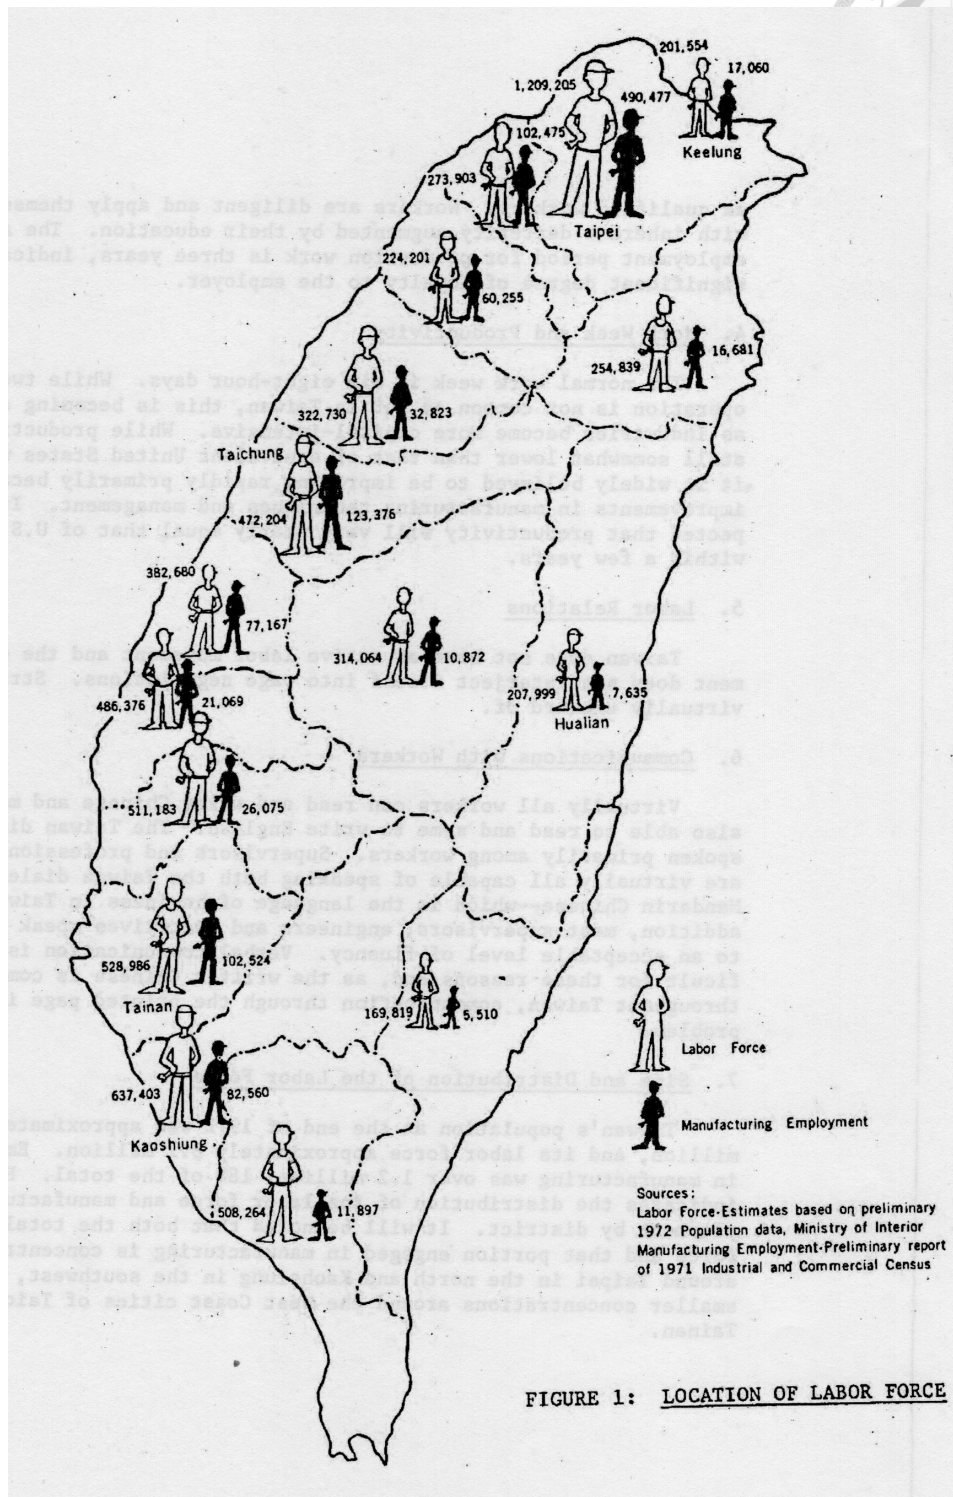 201,554
17,060
1,209,205
490,477
102,475
Keelung
273,903
Taipei
224,201
60,255
16,681
254,839
322,730
32,823
Taichung
472,204
123,376
382,680
77,167
314,064
10,872
207,999
7,635
486,376
21,069
Hualian
511,183
26,075
528,986
102,524
Tainan
169,819
5,510
Labor Force
637,403
82,560
Manufacturing Employment
Kaoshiung
508,264
11,897
Sources:
Labor Force-Estimates based on preliminary
1972 Population data, Ministry of Interior
Manufacturing Employment-Preliminary report
of 1971 Industrial and Commercial Census
FIGURE 1: LOCATION OF LABOR FORCE